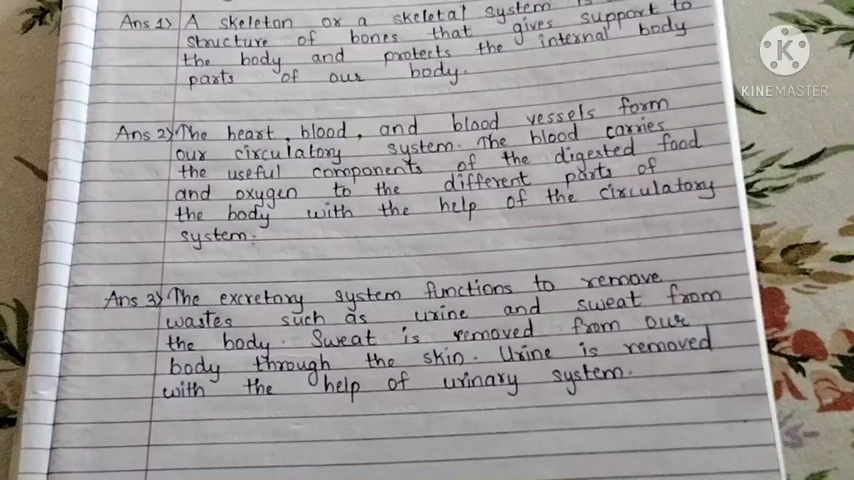 Ans 1) A skeleton or a skeletal system is
structure of bones that gives support to
the body and protects the internal body
parts of our body.
Ans 2) The heart, blood, and blood vessels form
our circulatory system. The blood carries
the useful components of the digested food
and oxygen to the different parts of
the body with the help of the circulatory
system.
Ans 3) The excretory system functions to remove
wastes such as urine and sweat from
the body. Sweat is removed from our
body through the skin. Urine is removed
with the help of urinary system.
K
KINEMASTER